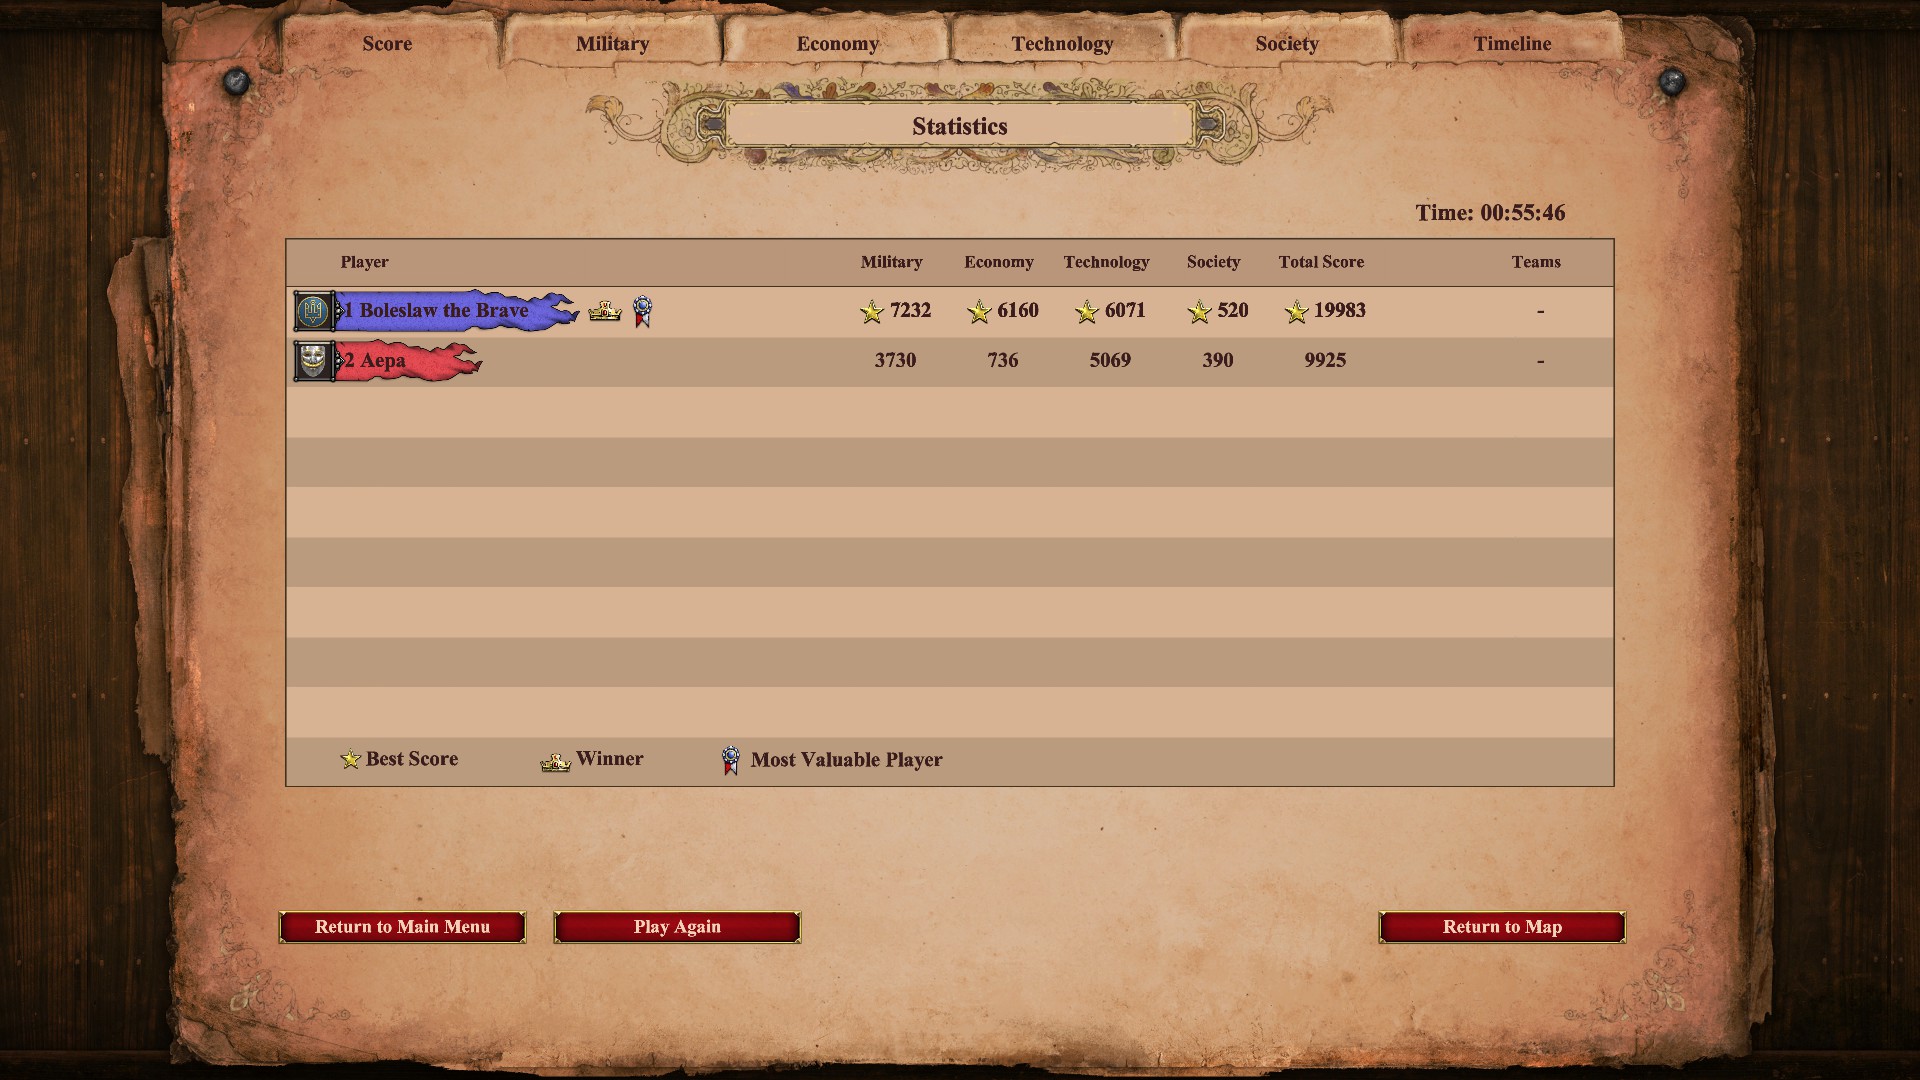 Score Military Economy Technology Society Timeline
Statistics
Time: 00:55:46
Player Military Economy Technology Society Total Score Teams
1 Boleslaw the Brave 7232 6160 6071 520 19983 -
2 Aepa 3730 736 5069 390 9925 -
Best Score Winner Most Valuable Player
Return to Main Menu Play Again Return to Map